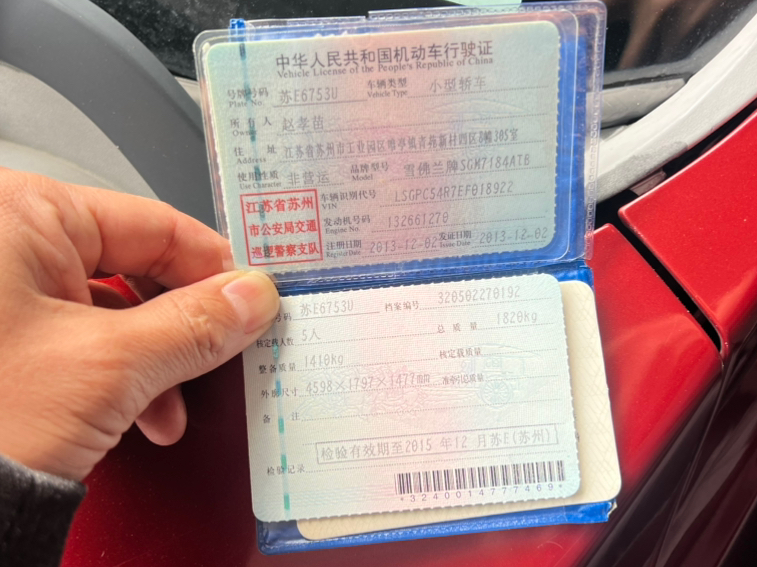 中华人民共和国机动车行驶证
Vehicle License of the People's Republic of China
号牌号码 苏E6753U 车辆类型 小型轿车
Plate No. Vehicle Type
所有人 赵孝苗
Owner
住址 江苏省苏州市工业园区唯亭镇青苑新村四区8幢305室
Address
使用性质 非营运 品牌型号 雪佛兰牌SGM7184ATB
Use Character Model
江苏省苏州
市公安局交通
巡逻警察支队
车辆识别代号 LSGPC54R7EF018922
VIN
发动机号码 132661270
Engine No.
注册日期 2013-12-02 发证日期 2013-12-02
Register Date Issue Date
号码 苏E6753U 档案编号 320502270192
核定载人数 5人 总质量 1820kg
整备质量 1410kg 核定载质量
外廓尺寸 4598×1797×1477mm 准牵引总质量
备注
检验有效期至2015年12月苏E(苏州)
检验记录
*3240014777469*